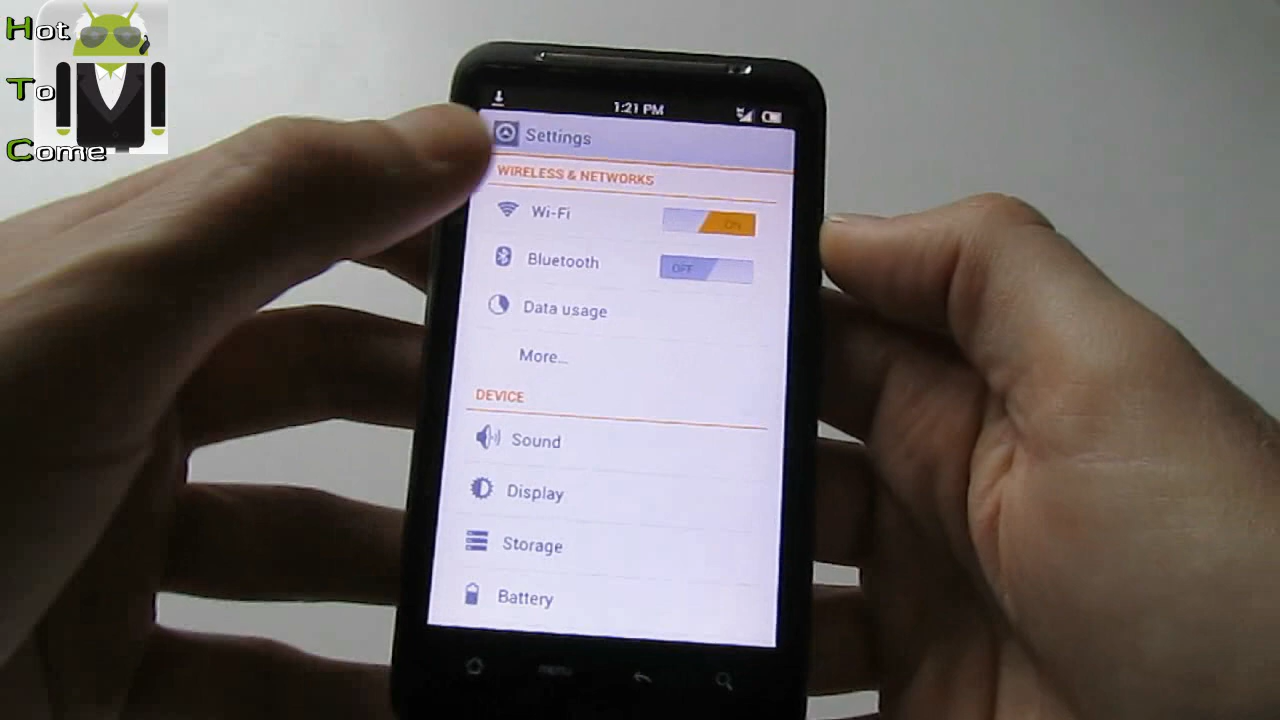 Hot
To
Come
1:21 PM
Settings
WIRELESS & NETWORKS
Wi-Fi
ON
Bluetooth
OFF
Data usage
More...
DEVICE
Sound
Display
Storage
Battery
menu